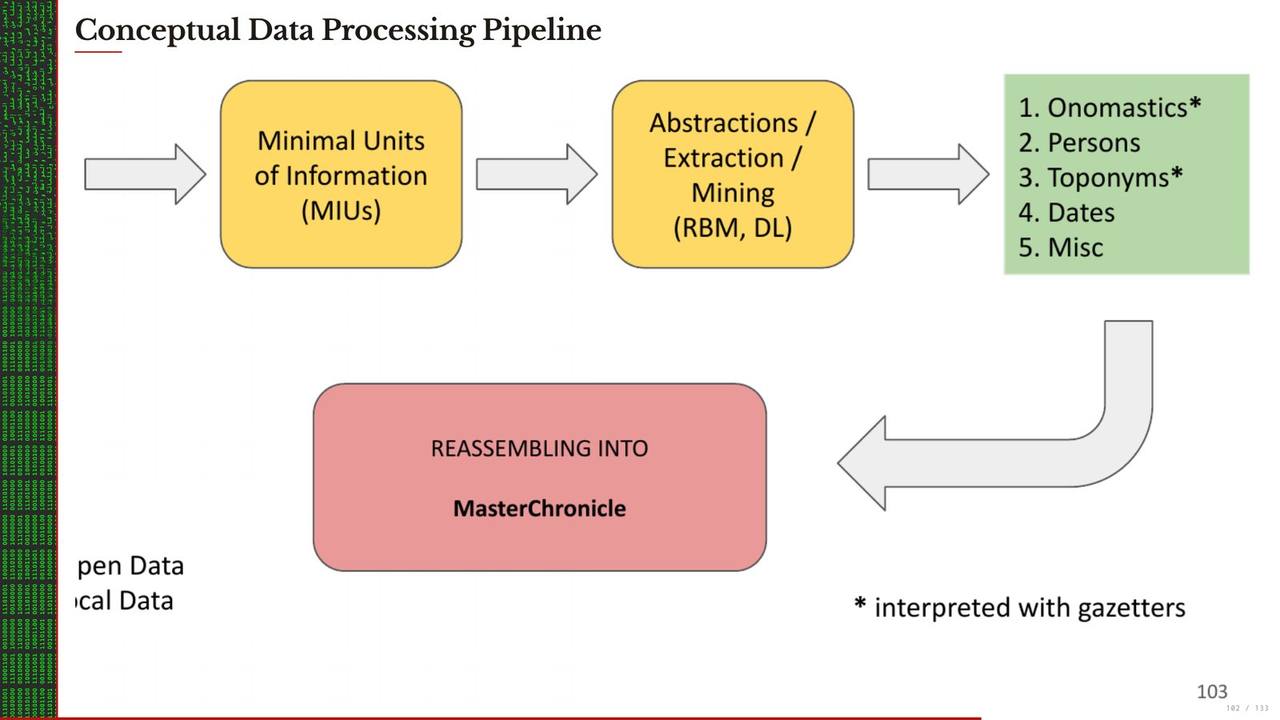 Conceptual Data Processing Pipeline
Minimal Units
of Information
(MIUs)
Abstractions /
Extraction /
Mining
(RBM, DL)
1. Onomastics*
2. Persons
3. Toponyms*
4. Dates
5. Misc
REASSEMBLING INTO
MasterChronicle
pen Data
ocal Data
* interpreted with gazetters
103
102 / 133